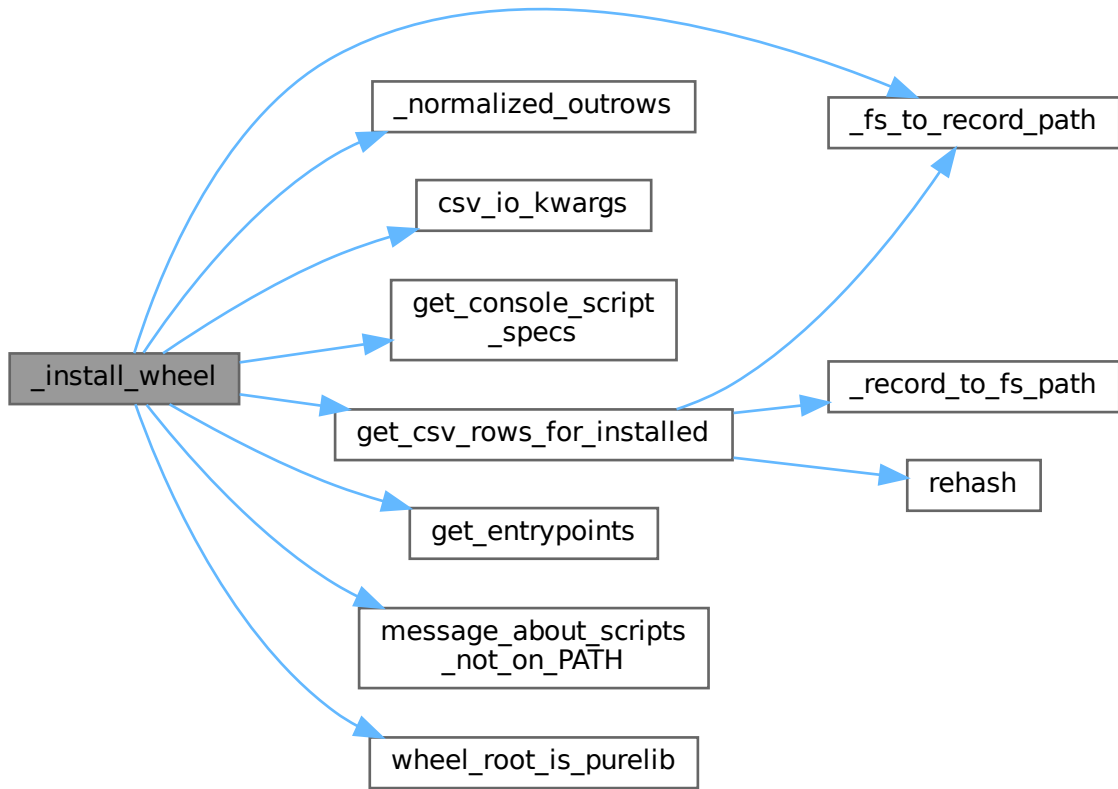 _install_wheel
_normalized_outrows
csv_io_kwargs
get_console_script
_specs
get_csv_rows_for_installed
get_entrypoints
message_about_scripts
_not_on_PATH
wheel_root_is_purelib
_fs_to_record_path
_record_to_fs_path
rehash